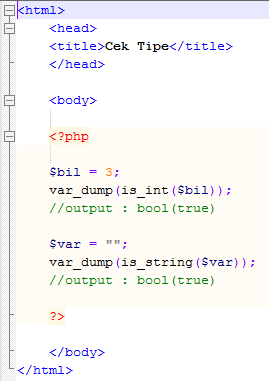 <html>
<head>
<title>Cek Tipe</title>
</head>
<body>
<?php
$bil = 3;
var_dump(is_int($bil));
//output : bool(true)
$var = "";
var_dump(is_string($var));
//output : bool(true)
?>
</body>
</html>